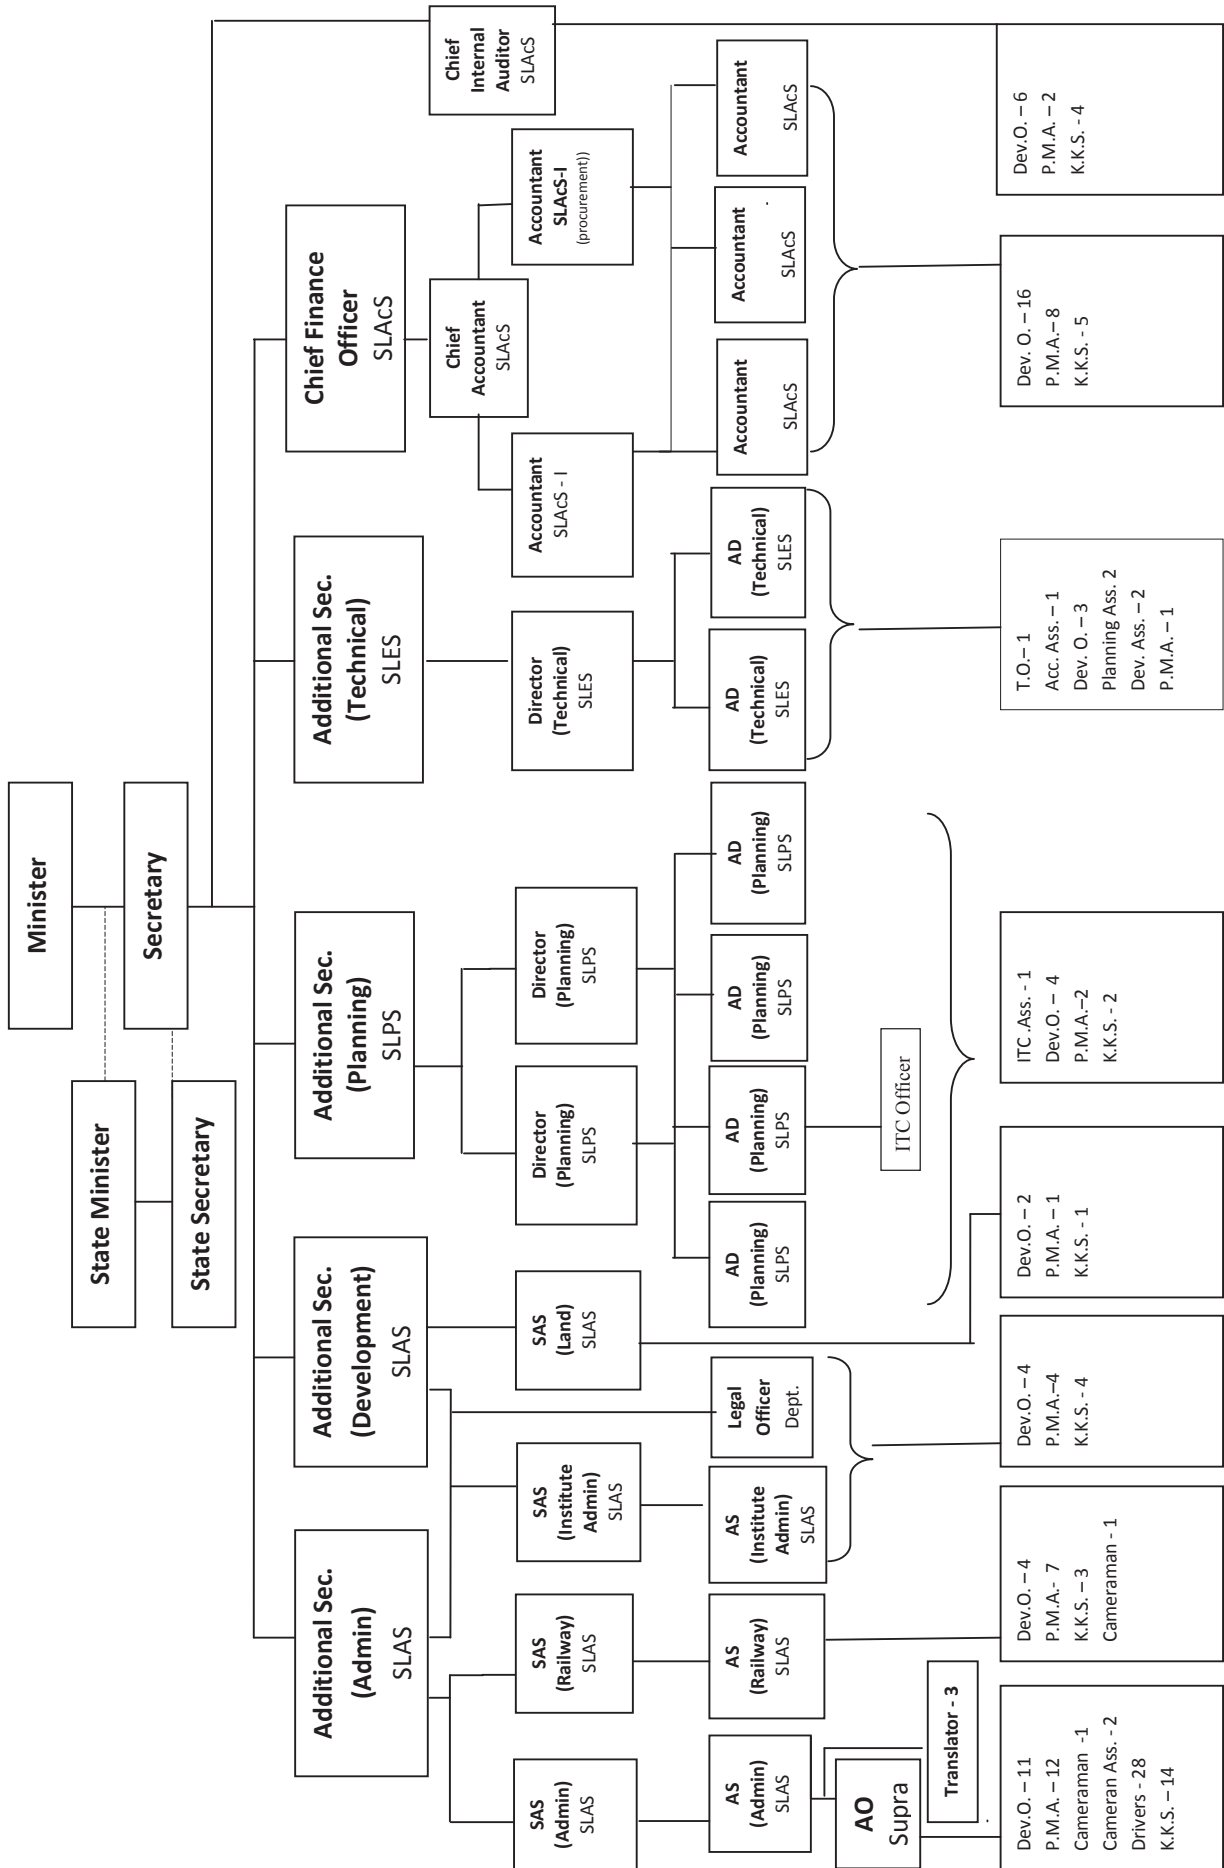 Minister
State Minister
Secretary
State Secretary
Additional Sec.
(Admin)
SLAS
Additional Sec.
(Development)
SLAS
Additional Sec.
(Planning)
SLPS
Additional Sec.
(Technical)
SLES
Chief Finance
Officer
SLAcS
Chief
Internal
Auditor
SLAcS
Chief
Accountant
SLAcS
SAS
(Admin)
SLAS
SAS
(Railway)
SLAS
SAS
(Institute
Admin)
SLAS
SAS
(Land)
SLAS
Director
(Planning)
SLPS
Director
(Planning)
SLPS
Director
(Technical)
SLES
Accountant
SLAcS - I
Accountant
SLAcS-I
(procurement))
AS
(Admin)
SLAS
AS
(Railway)
SLAS
AS
(Institute
Admin)
SLAS
Legal
Officer
Dept.
AD
(Planning)
SLPS
AD
(Planning)
SLPS
AD
(Planning)
SLPS
AD
(Planning)
SLPS
AD
(Technical)
SLES
AD
(Technical)
SLES
Accountant
SLAcS
Accountant
SLAcS
Accountant
SLAcS
AO
Supra
Translator - 3
ITC Officer
Dev.O. – 11
P.M.A. – 12
Cameraman -1
Cameran Ass. - 2
Drivers - 28
K.K.S. – 14
Dev.O. – 4
P.M.A.- 7
K.K.S. – 3
Cameraman - 1
Dev.O. – 4
P.M.A.–4
K.K.S. - 4
Dev.O. – 2
P.M.A. – 1
K.K.S. - 1
ITC .Ass. - 1
Dev.O. – 4
P.M.A.–2
K.K.S. - 2
T.O.– 1
Acc. Ass. – 1
Dev. O. – 3
Planning Ass. 2
Dev. Ass. – 2
P.M.A. – 1
Dev. O. – 16
P.M.A.– 8
K.K.S. - 5
Dev.O. – 6
P.M.A. – 2
K.K.S. - 4